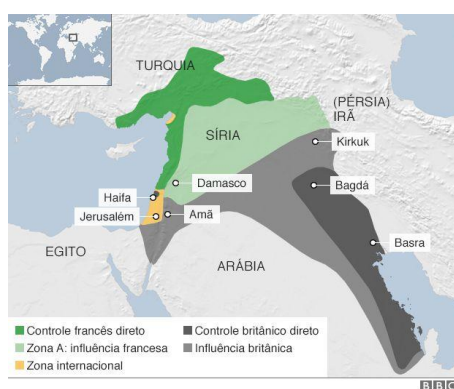 TURQUIA
(PÉRSIA)
IRÃ
SÍRIA
Kirkuk
Damasco
Bagdá
Haifa
Jerusalém
Amã
Basra
EGITO
ARÁBIA
Controle francês direto
Zona A: influência francesa
Zona internacional
Controle britânico direto
Influência britânica
BBC